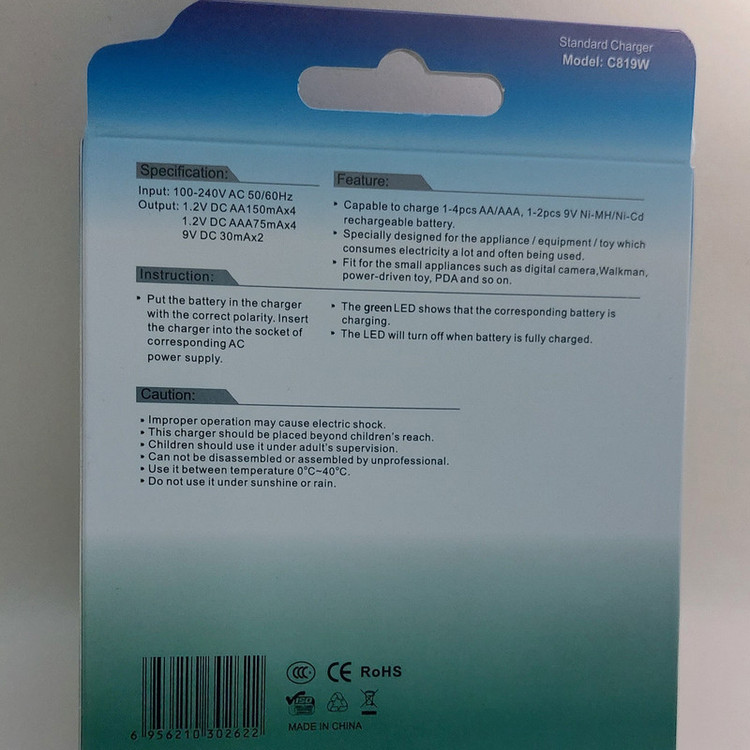 Standard Charger
Model: C819W
Specification:
Input: 100-240V AC 50/60Hz
Output: 1.2V DC AA150mAx4
1.2V DC AAA75mAx4
9V DC 30mAx2
Feature:
• Capable to charge 1-4pcs AA/AAA, 1-2pcs 9V Ni-MH/Ni-Cd
rechargeable battery.
• Specially designed for the appliance / equipment / toy which
consumes electricity a lot and often being used.
• Fit for the small appliances such as digital camera,Walkman,
power-driven toy, PDA and so on.
Instruction:
• Put the battery in the charger
with the correct polarity. Insert
the charger into the socket of
corresponding AC
power supply.
• The green LED shows that the corresponding battery is
charging.
• The LED will turn off when battery is fully charged.
Caution:
• Improper operation may cause electric shock.
• This charger should be placed beyond children's reach.
• Children should use it under adult's supervision.
• Can not be disassembled or assembled by unprofessional.
• Use it between temperature 0°C~40°C.
• Do not use it under sunshine or rain.
CCC CE RoHS
MADE IN CHINA
6 956210 302622